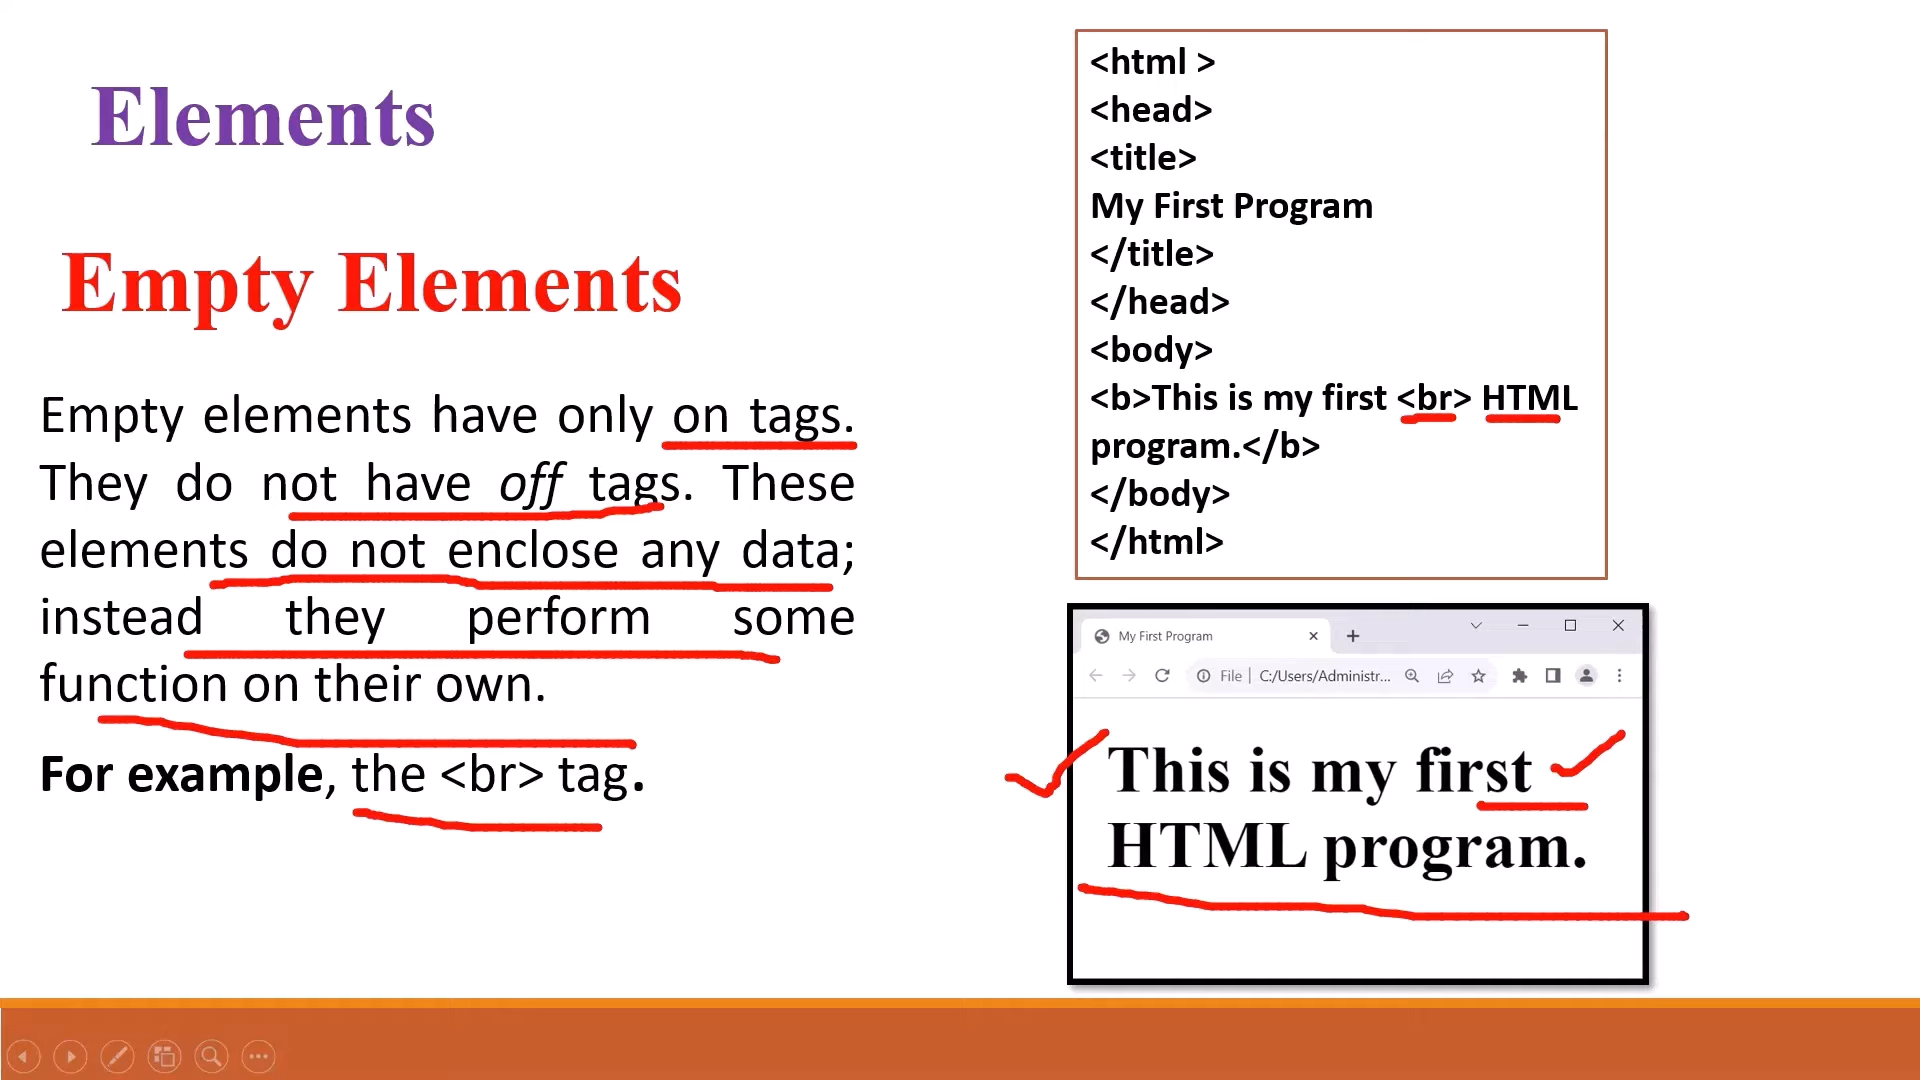 Elements
Empty Elements
Empty elements have only on tags.
They do not have off tags. These
elements do not enclose any data;
instead they perform some
function on their own.
For example, the <br> tag.
<html >
<head>
<title>
My First Program
</title>
</head>
<body>
<b>This is my first <br> HTML
program.</b>
</body>
</html>
My First Program
File | C:/Users/Administr...
This is my first
HTML program.